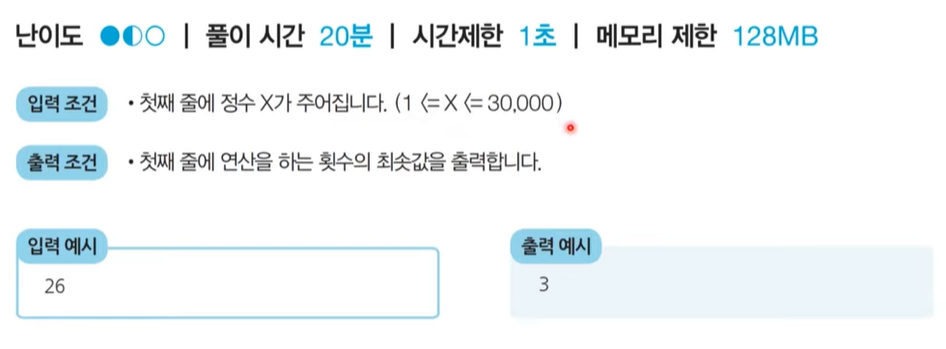 난이도 | 풀이 시간 20분 | 시간제한 1초 | 메모리 제한 128MB
입력 조건 • 첫째 줄에 정수 X가 주어집니다. (1 <= X <= 30,000)
출력 조건 • 첫째 줄에 연산을 하는 횟수의 최솟값을 출력합니다.
입력 예시
26
출력 예시
3